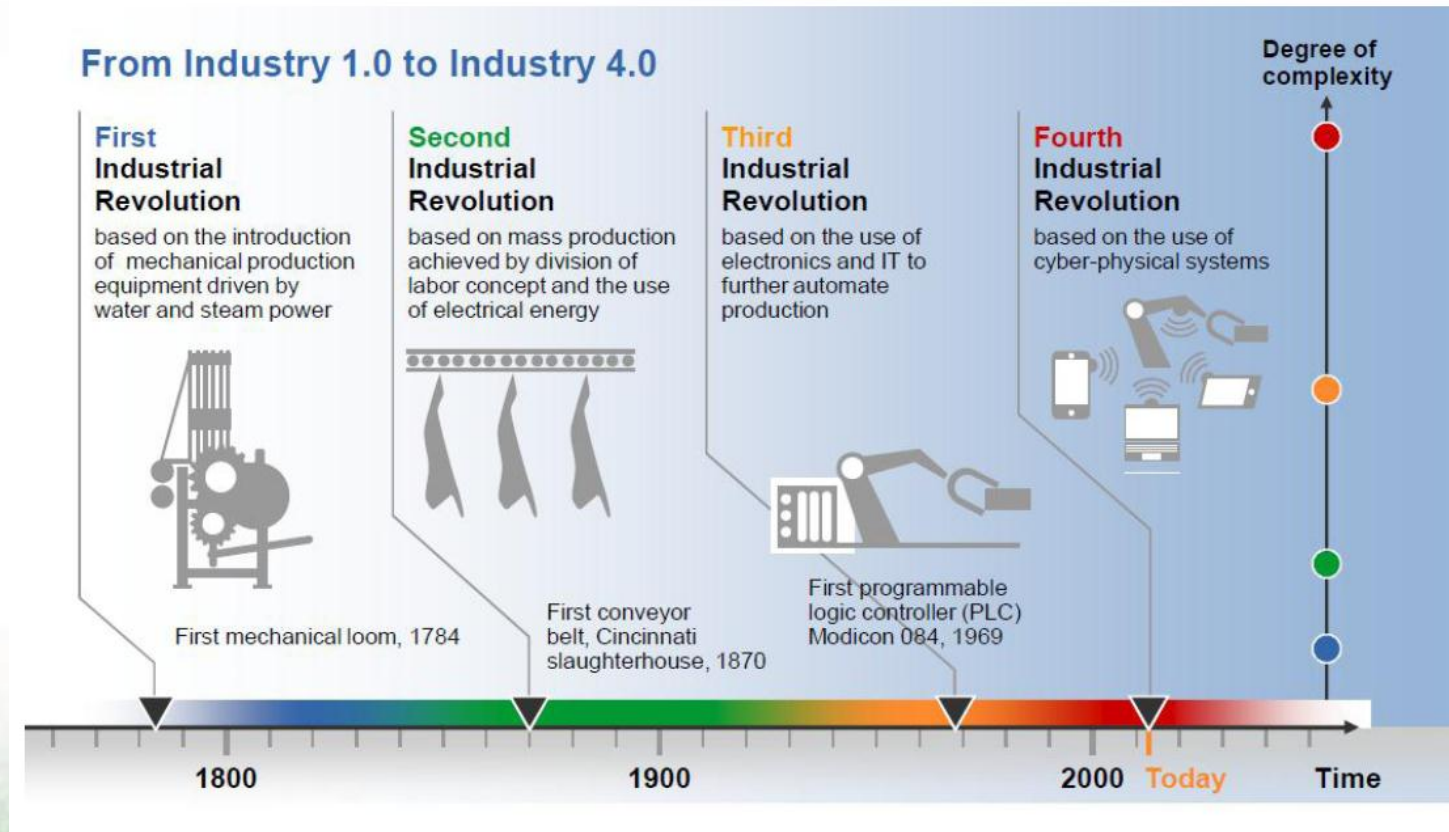 From Industry 1.0 to Industry 4.0
Degree of
complexity
First
Industrial
Revolution
based on the introduction
of mechanical production
equipment driven by
water and steam power
Second
Industrial
Revolution
based on mass production
achieved by division of
labor concept and the use
of electrical energy
Third
Industrial
Revolution
based on the use of
electronics and IT to
further automate
production
Fourth
Industrial
Revolution
based on the use of
cyber-physical systems
First mechanical loom, 1784
First conveyor
belt, Cincinnati
slaughterhouse, 1870
First programmable
logic controller (PLC)
Modicon 084, 1969
1800
1900
2000
Today
Time